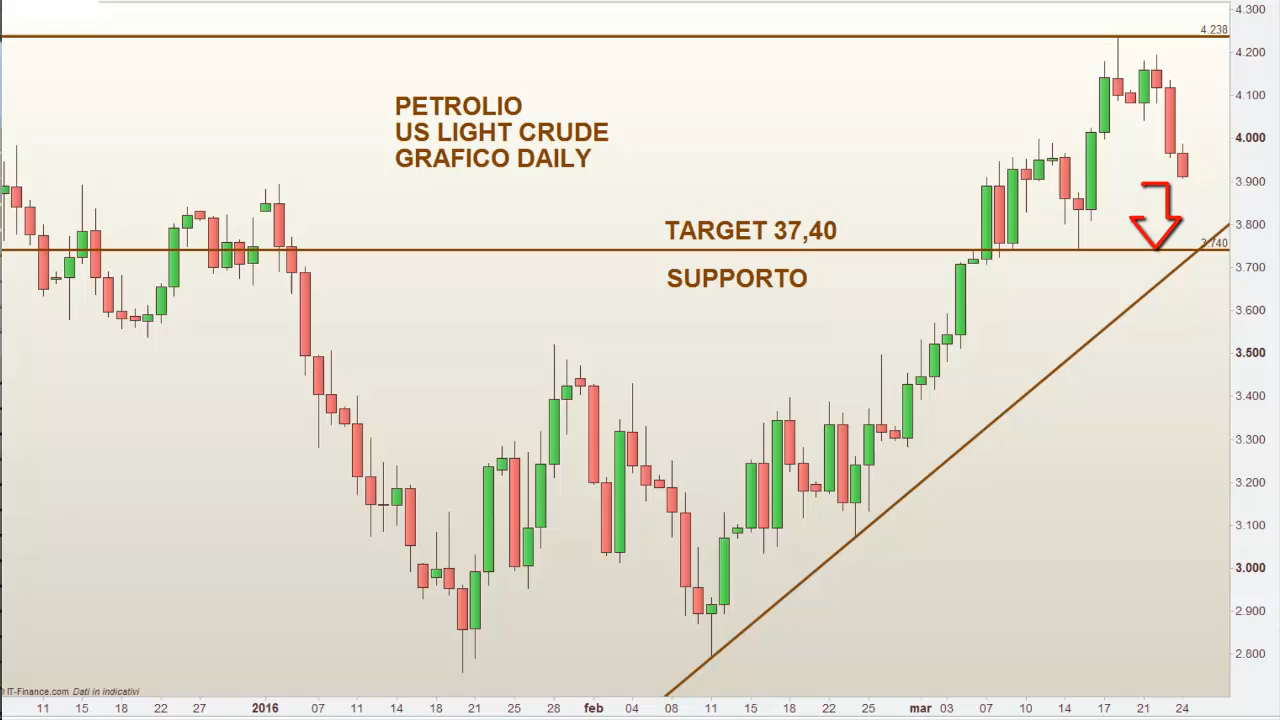 4.300
4.238
4.200
4.100
4.000
3.900
3.800
3.740
3.700
3.600
3.500
3.400
3.300
3.200
3.100
3.000
2.900
2.800
PETROLIO
US LIGHT CRUDE
GRAFICO DAILY
TARGET 37,40
SUPPORTO
© IT-Finance.com Dati in indicativi
11 15 18 22 27 2016 07 11 14 18 21 25 28 feb 04 08 11 15 18 22 25 mar 03 07 09 14 17 21 24